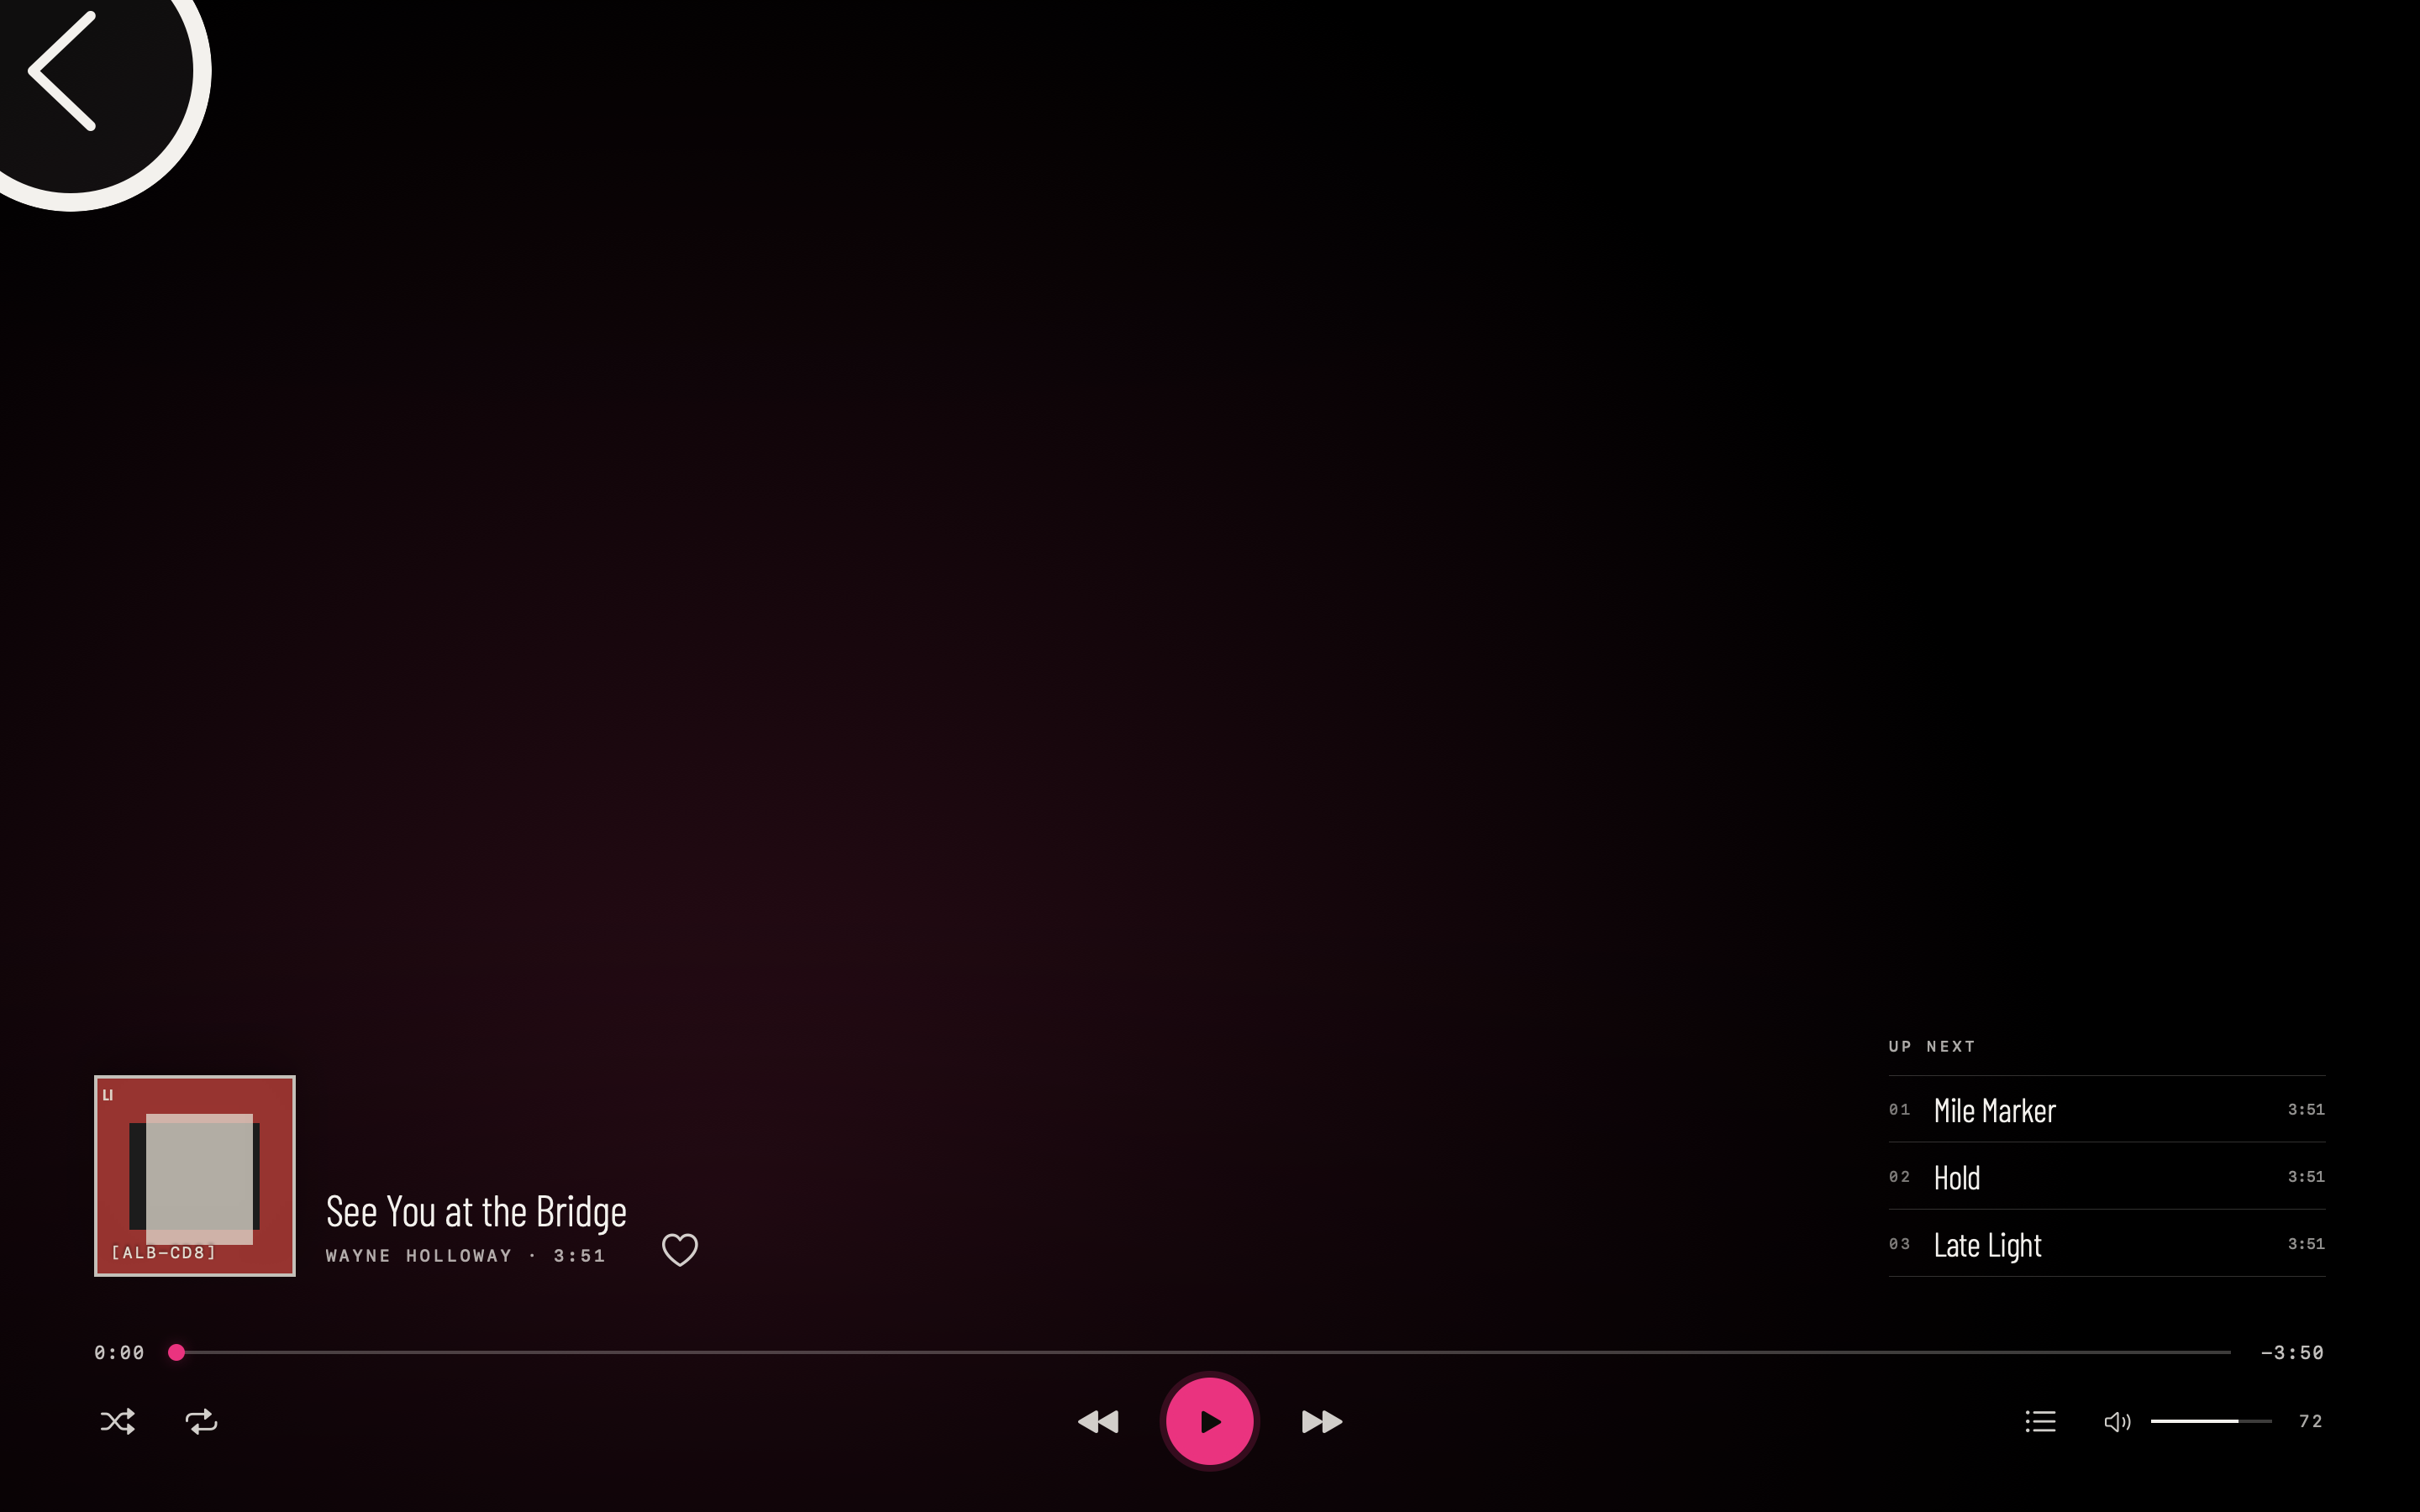 LI
[ALB-CD8]
See You at the Bridge
WAYNE HOLLOWAY · 3:51
UP NEXT
01 Mile Marker 3:51
02 Hold 3:51
03 Late Light 3:51
0:00 −3:50
72